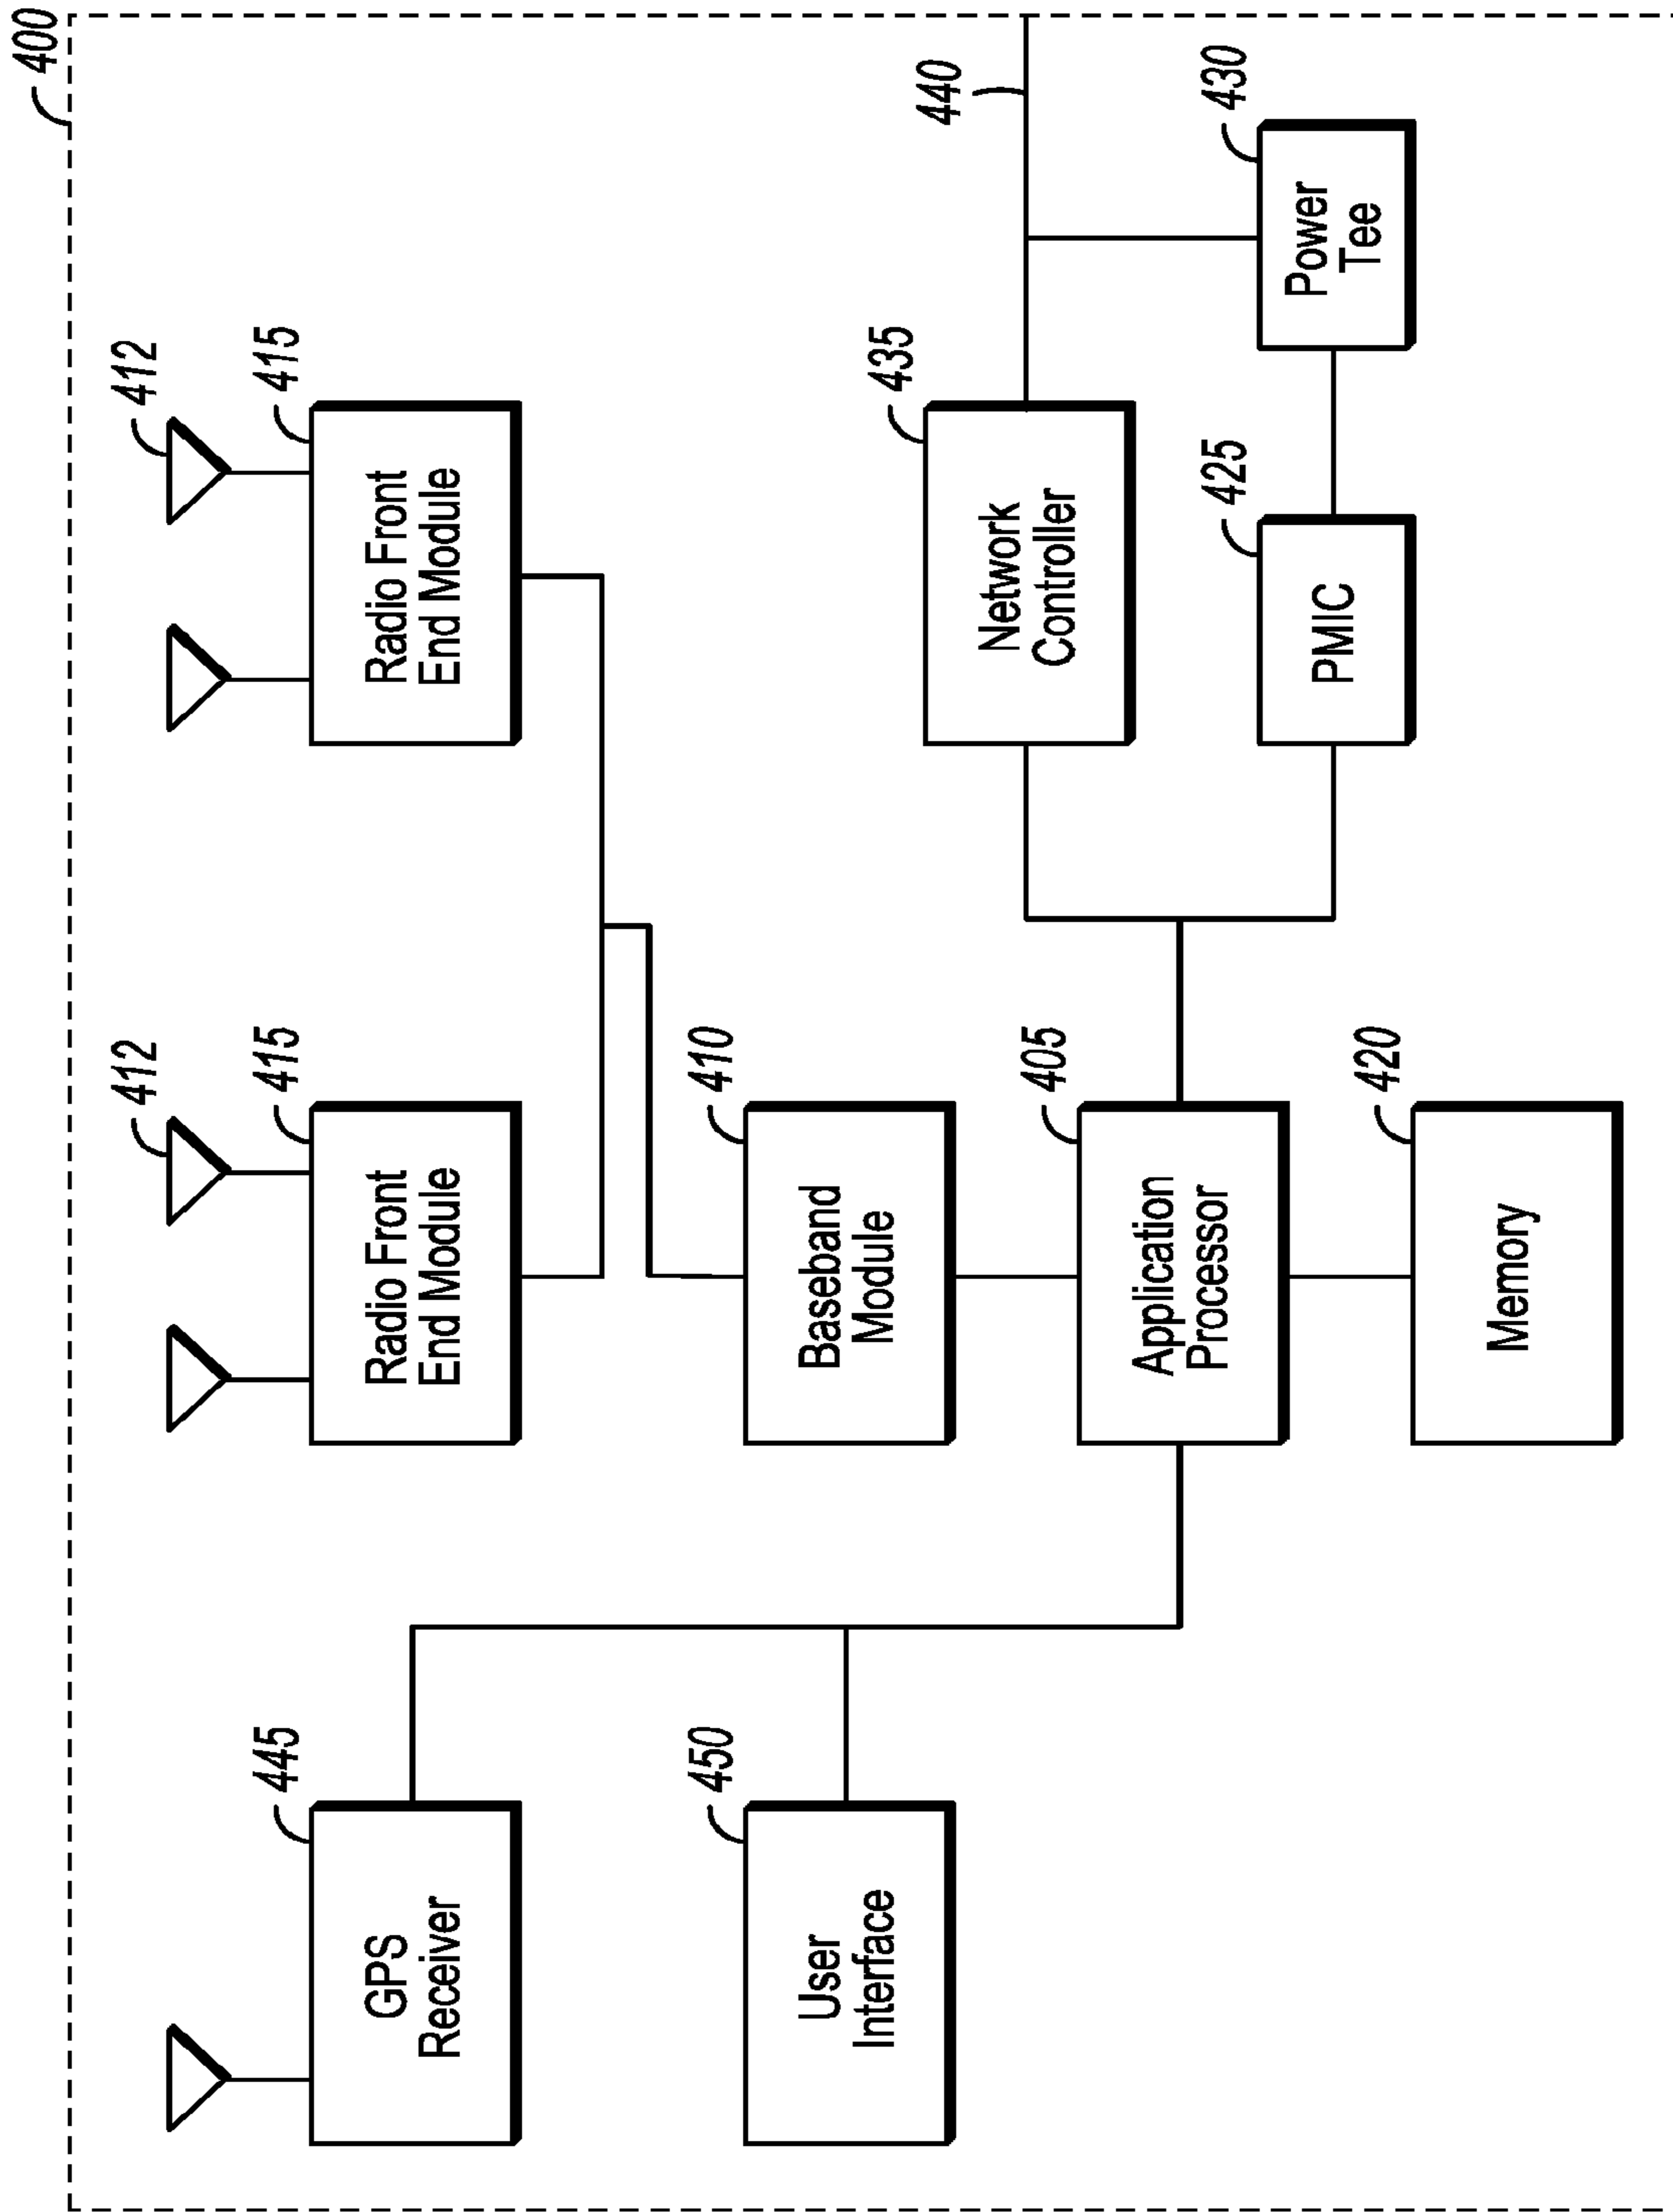 400
412
412
445
415
415
GPS
Receiver
Radio Front
End Module
Radio Front
End Module
450
410
435
440
User
Interface
Baseband
Module
Network
Controller
405
425
430
Application
Processor
PMIC
Power
Tee
420
Memory